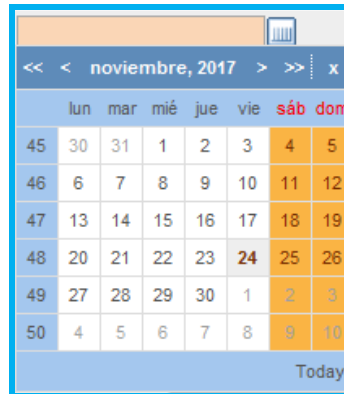 << < noviembre, 2017 > >> x
lun mar mié jue vie sáb dom
45 30 31 1 2 3 4 5
46 6 7 8 9 10 11 12
47 13 14 15 16 17 18 19
48 20 21 22 23 24 25 26
49 27 28 29 30 1 2 3
50 4 5 6 7 8 9 10
Today